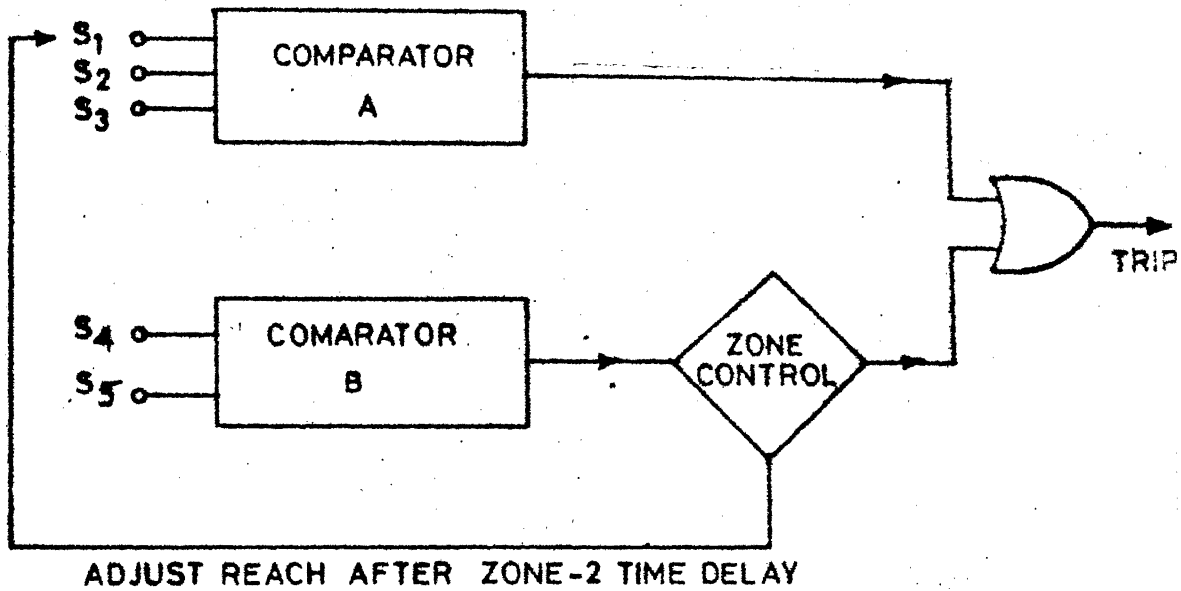 S1
S2
S3
COMPARATOR
A
TRIP
S4
S5
COMARATOR
B
ZONE
CONTROL
ADJUST REACH AFTER ZONE-2 TIME DELAY